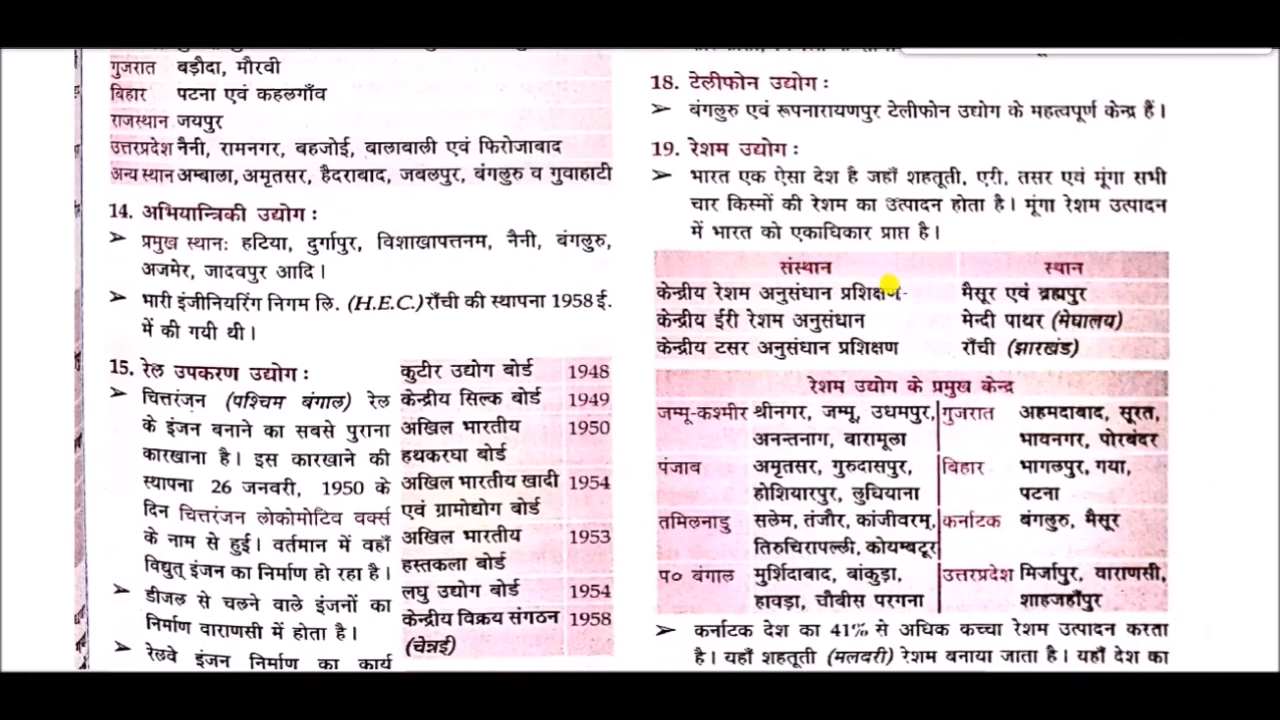 गुजरात बड़ौदा, मौरवी
बिहार पटना एवं कहलगाँव
राजस्थान जयपुर
उत्तरप्रदेश नैनी, रामनगर, बहजोई, बालाबाली एवं फिरोजाबाद
अन्य स्थान अम्बाला, अमृतसर, हैदराबाद, जबलपुर, बंगलुरु व गुवाहाटी
14. अभियान्त्रिकी उद्योग :
➢ प्रमुख स्थान: हटिया, दुर्गापुर, विशाखापत्तनम, नैनी, बंगलुरु,
अजमेर, जादवपुर आदि।
➢ भारी इंजीनियरिंग निगम लि. (H.E.C.) राँची की स्थापना 1958 ई.
में की गयी थी।
15. रेल उपकरण उद्योग :
➢ चित्तरंजन (पश्चिम बंगाल) रेल
के इंजन बनाने का सबसे पुराना
कारखाना है। इस कारखाने की
स्थापना 26 जनवरी, 1950 के
दिन चित्तरंजन लोकोमोटिव वर्क्स
के नाम से हुई। वर्तमान में वहाँ
विद्युत् इंजन का निर्माण हो रहा है।
➢ डीजल से चलने वाले इंजनों का
निर्माण वाराणसी में होता है।
➢ रेलवे इंजन निर्माण का कार्य
कुटीर उद्योग बोर्ड 1948
केन्द्रीय सिल्क बोर्ड 1949
अखिल भारतीय 1950
हथकरघा बोर्ड
अखिल भारतीय खादी 1954
एवं ग्रामोद्योग बोर्ड
अखिल भारतीय 1953
हस्तकला बोर्ड
लघु उद्योग बोर्ड 1954
केन्द्रीय विक्रय संगठन 1958
(चेन्नई)
18. टेलीफोन उद्योग :
➢ बंगलुरु एवं रूपनारायणपुर टेलीफोन उद्योग के महत्वपूर्ण केन्द्र हैं।
19. रेशम उद्योग :
➢ भारत एक ऐसा देश है जहाँ शहतूती, एरी, तसर एवं मूंगा सभी
चार किस्मों की रेशम का उत्पादन होता है। मूंगा रेशम उत्पादन
में भारत को एकाधिकार प्राप्त है।
संस्थान स्थान
केन्द्रीय रेशम अनुसंधान प्रशिक्षण- मैसूर एवं ब्रह्मपुर
केन्द्रीय ईरी रेशम अनुसंधान मेन्दी पाथर (मेघालय)
केन्द्रीय टसर अनुसंधान प्रशिक्षण राँची (झारखंड)
रेशम उद्योग के प्रमुख केन्द्र
जम्मू-कश्मीर श्रीनगर, जम्मू, उधमपुर, गुजरात अहमदाबाद, सूरत,
अनन्तनाग, बारामूला भावनगर, पोरबंदर
पंजाब अमृतसर, गुरुदासपुर, बिहार भागलपुर, गया,
होशियारपुर, लुधियाना पटना
तमिलनाडु सलेम, तंजौर, कांजीवरम्, कर्नाटक बंगलुरु, मैसूर
तिरुचिरापल्ली, कोयम्बटूर
प० बंगाल मुर्शिदाबाद, बांकुड़ा, उत्तरप्रदेश मिर्जापुर, वाराणसी,
हावड़ा, चौबीस परगना शाहजहाँपुर
➢ कर्नाटक देश का 41% से अधिक कच्चा रेशम उत्पादन करता
है। यहाँ शहतूती (मलबरी) रेशम बनाया जाता है। यहाँ देश का